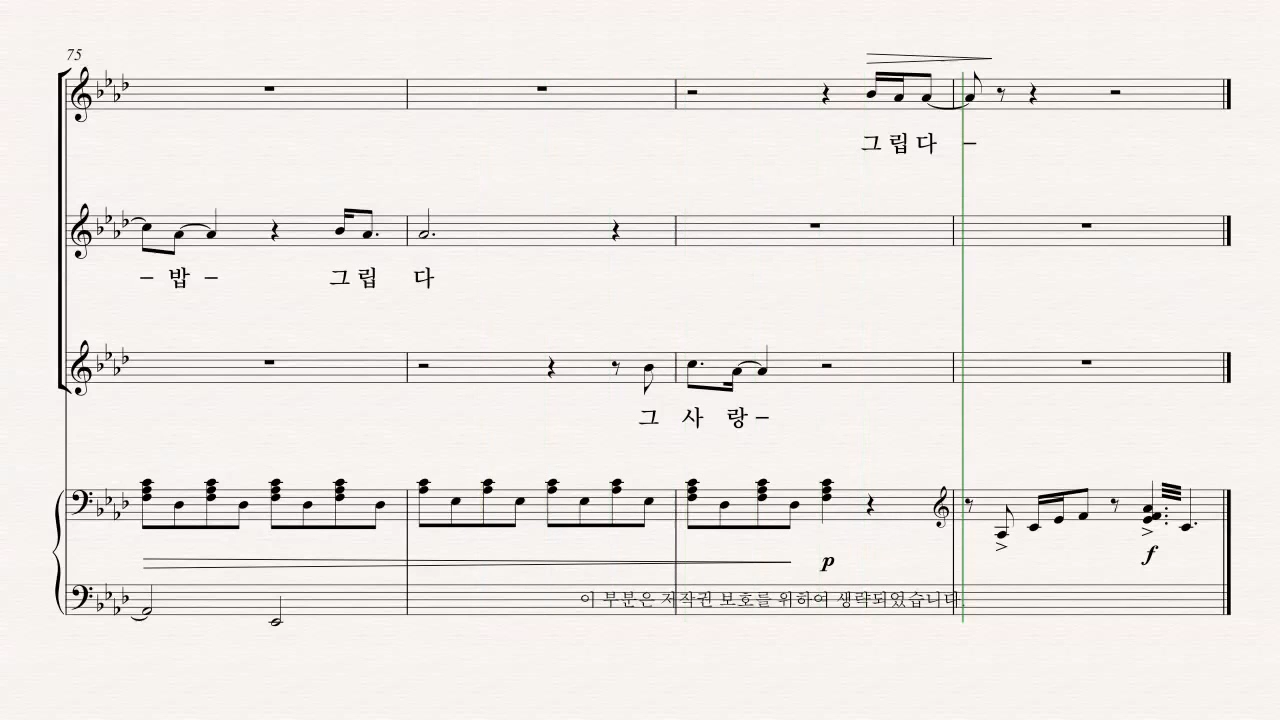 75
그립다 –
– 밥 – 그립 다
그 사 랑 –
p
f
이 부분은 저작권 보호를 위하여 생략되었습니다.